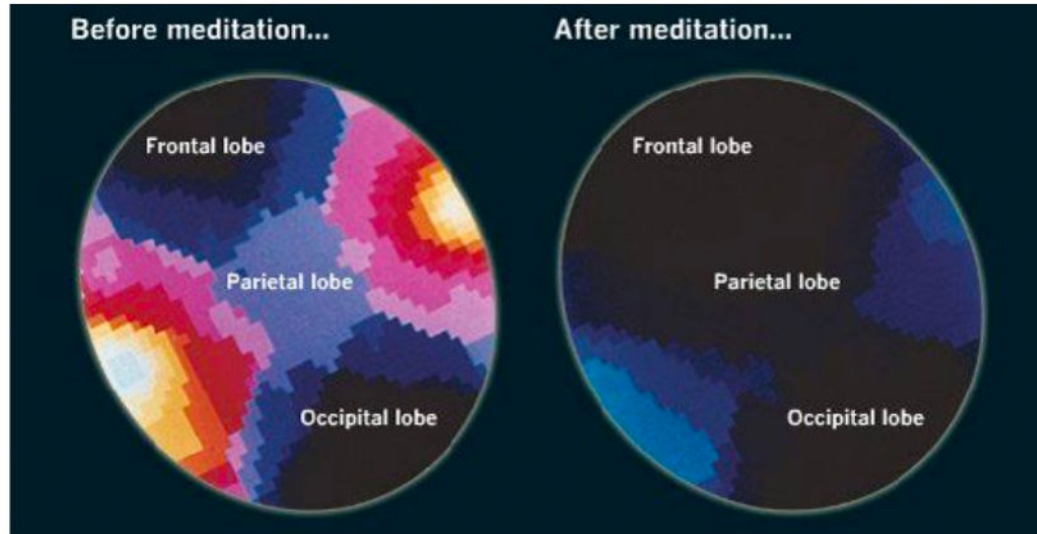 Before meditation...
After meditation...
Frontal lobe
Parietal lobe
Occipital lobe
Frontal lobe
Parietal lobe
Occipital lobe